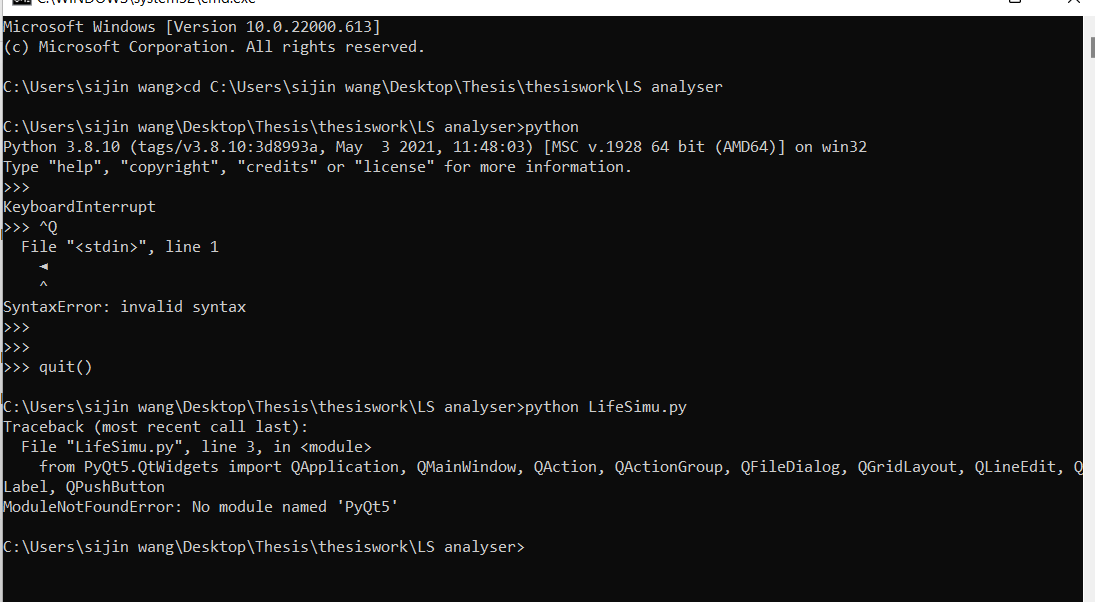 C:\WINDOWS\system32\cmd.exe
Microsoft Windows [Version 10.0.22000.613]
(c) Microsoft Corporation. All rights reserved.
C:\Users\sijin wang>cd C:\Users\sijin wang\Desktop\Thesis\thesiswork\LS analyser
C:\Users\sijin wang\Desktop\Thesis\thesiswork\LS analyser>python
Python 3.8.10 (tags/v3.8.10:3d8993a, May  3 2021, 11:48:03) [MSC v.1928 64 bit (AMD64)] on win32
Type "help", "copyright", "credits" or "license" for more information.
>>>
KeyboardInterrupt
>>> ^Q
  File "<stdin>", line 1
    ◄
    ^
SyntaxError: invalid syntax
>>>
>>>
>>> quit()
C:\Users\sijin wang\Desktop\Thesis\thesiswork\LS analyser>python LifeSimu.py
Traceback (most recent call last):
  File "LifeSimu.py", line 3, in <module>
    from PyQt5.QtWidgets import QApplication, QMainWindow, QAction, QActionGroup, QFileDialog, QGridLayout, QLineEdit, Q
Label, QPushButton
ModuleNotFoundError: No module named 'PyQt5'
C:\Users\sijin wang\Desktop\Thesis\thesiswork\LS analyser>